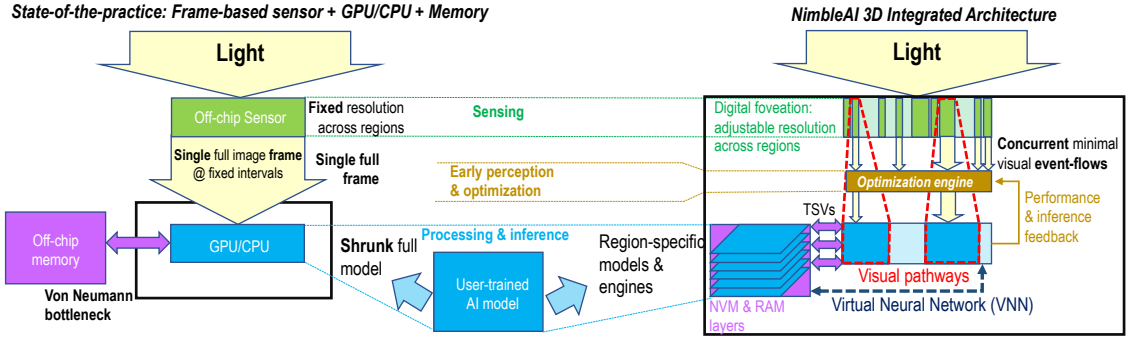 State-of-the-practice: Frame-based sensor + GPU/CPU + Memory
Light
Off-chip Sensor
Fixed resolution
across regions
Single full image frame
@ fixed intervals
Single full
frame
Off-chip
memory
GPU/CPU
Von Neumann
bottleneck
Sensing
Early perception
& optimization
Processing & inference
Shrunk full
model
User-trained
AI model
Region-specific
models &
engines
NimbleAI 3D Integrated Architecture
Light
Digital foveation:
adjustable resolution
across regions
Concurrent minimal
visual event-flows
Optimization engine
Performance
& inference
feedback
TSVs
Visual pathways
NVM & RAM
layers
Virtual Neural Network (VNN)